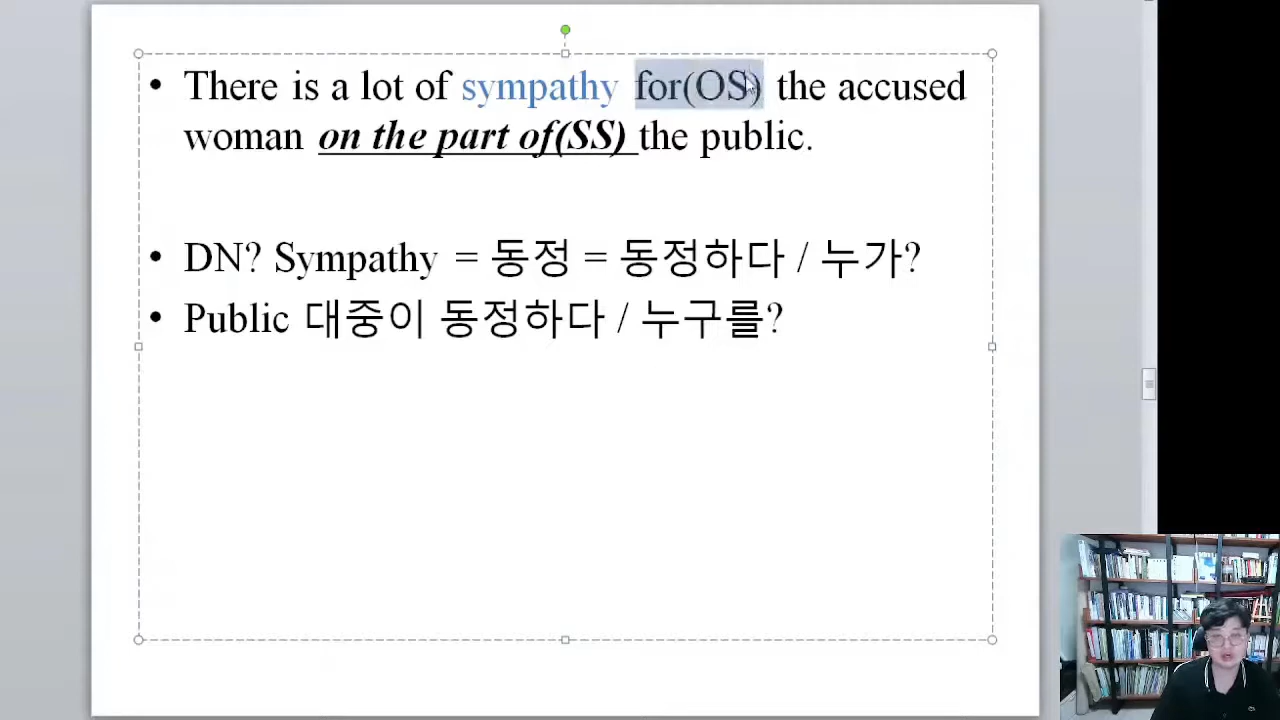 • There is a lot of sympathy for(OS) the accused
woman on the part of(SS) the public.
• DN? Sympathy = 동정 = 동정하다 / 누가?
• Public 대중이 동정하다 / 누구를?